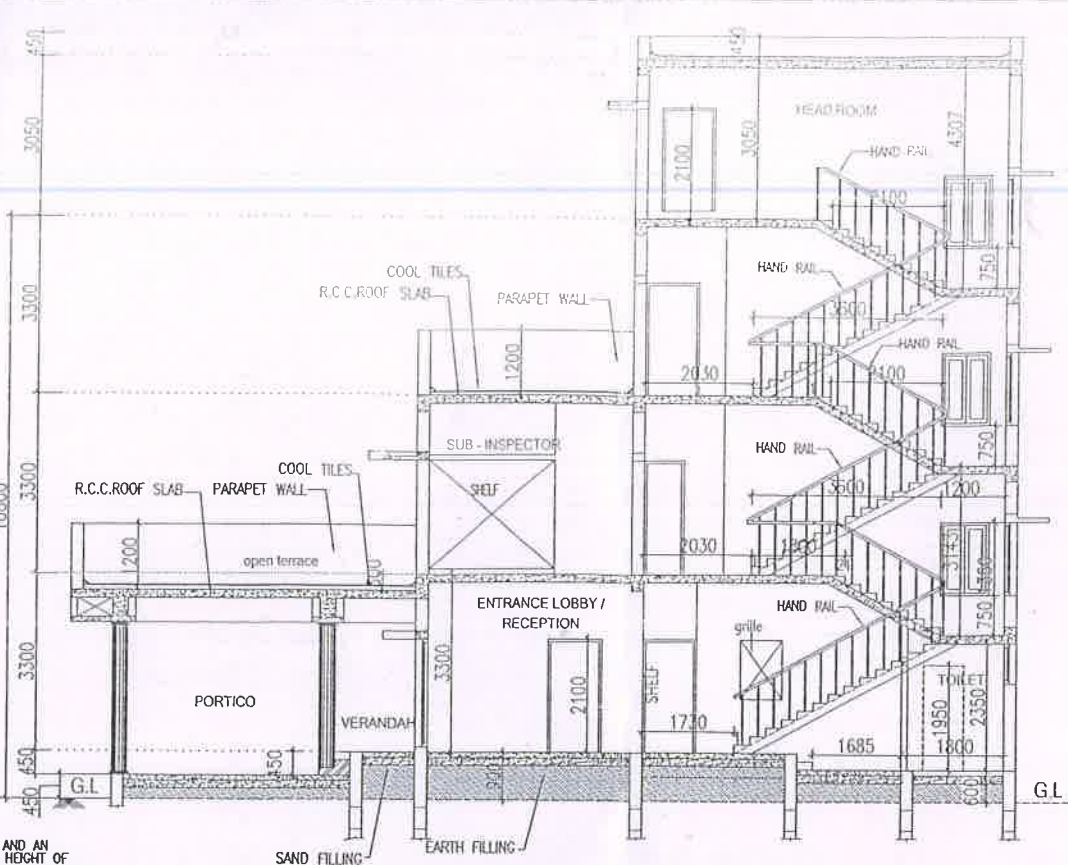 450
450
HEAD ROOM
3050
3050
4307
HAND RAIL
2100
2100
750
COOL TILES
R.C.C.ROOF SLAB
PARAPET WALL
HAND RAIL
3300
3600
HAND RAIL
1200
2030
2100
SUB - INSPECTOR
750
COOL TILES
R.C.C.ROOF SLAB
PARAPET WALL
SHELF
HAND RAIL
3300
3600
1200
open terrace
2030
ENTRANCE LOBBY /
RECEPTION
HAND RAIL
750
grille
3300
3300
PORTICO
2100
SHELF
TOILET
VERANDAH
1730
1950
2350
1685
1800
450
450
900
600
450
G.L
G.L
AND AN
HEIGHT OF
SAND FILLING
EARTH FILLING